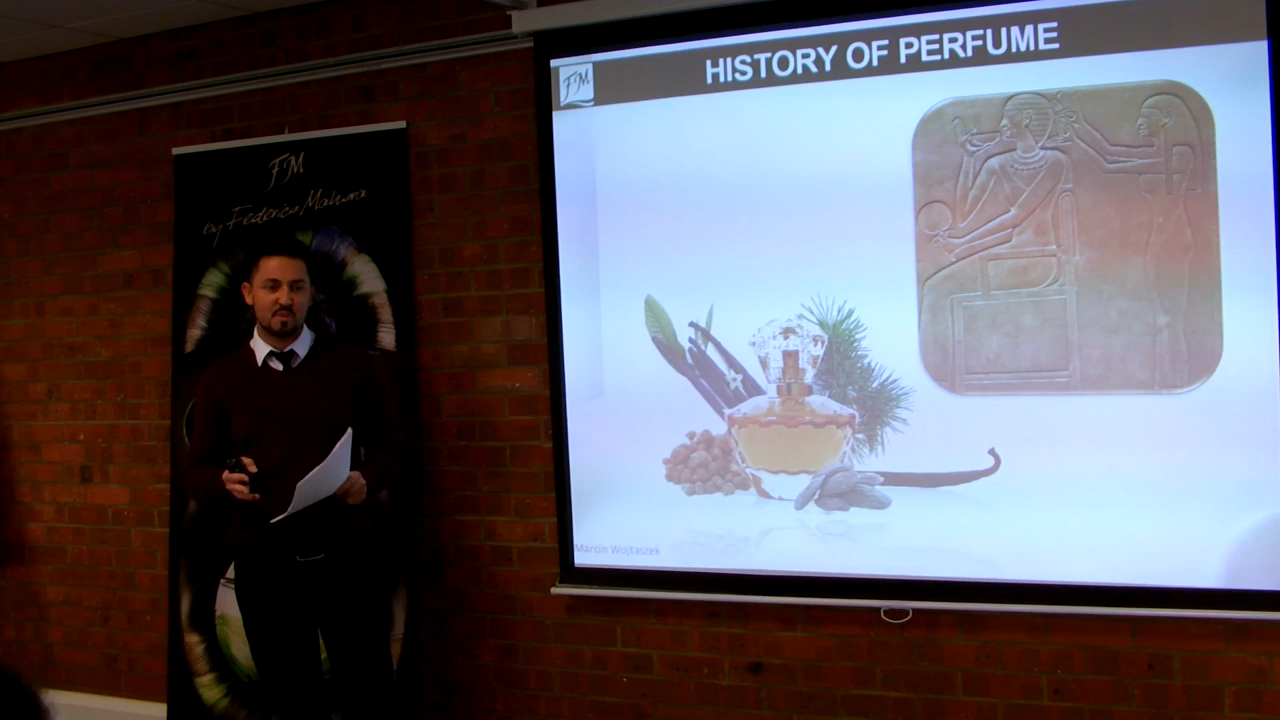 FM
by Federico Mahora
FM
HISTORY OF PERFUME
Marcin Wojtaszek